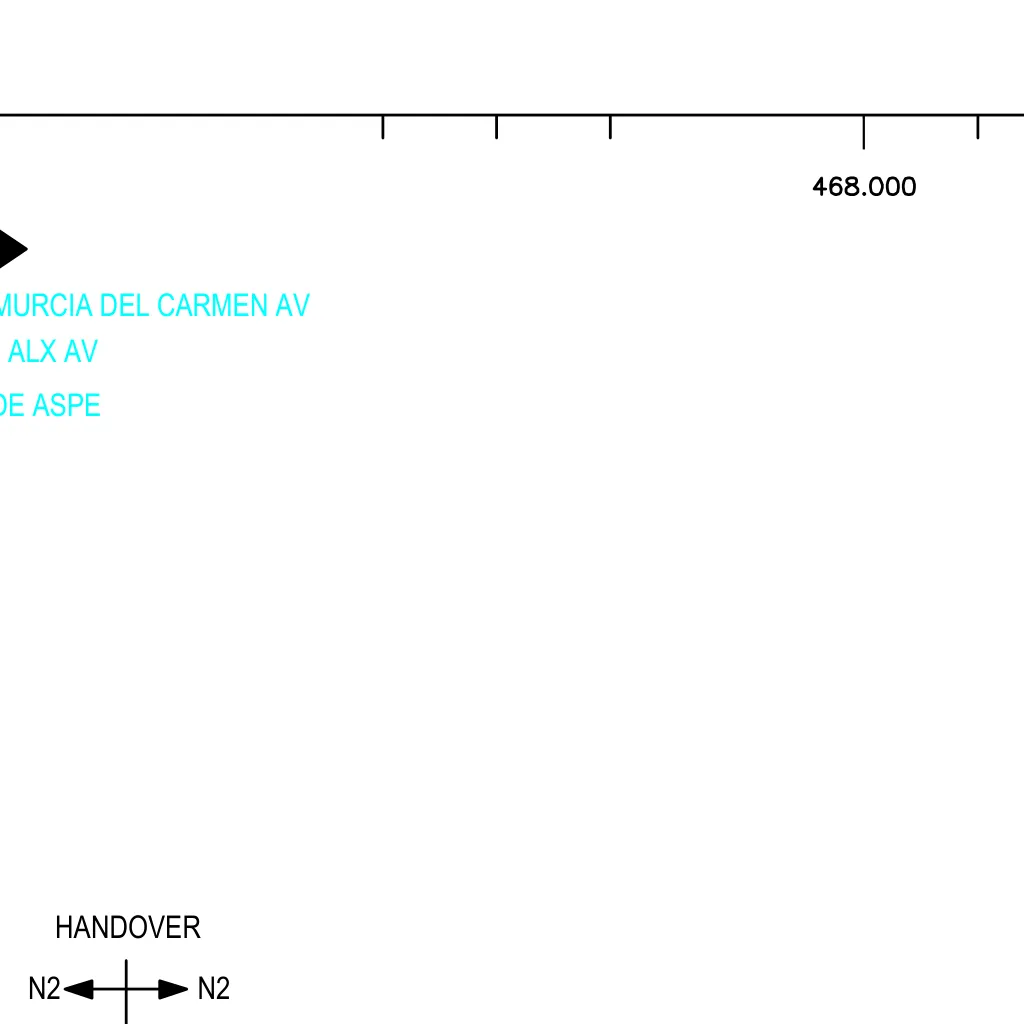 468.000
MURCIA DEL CARMEN AV
ALX AV
DE ASPE
HANDOVER
N2 N2